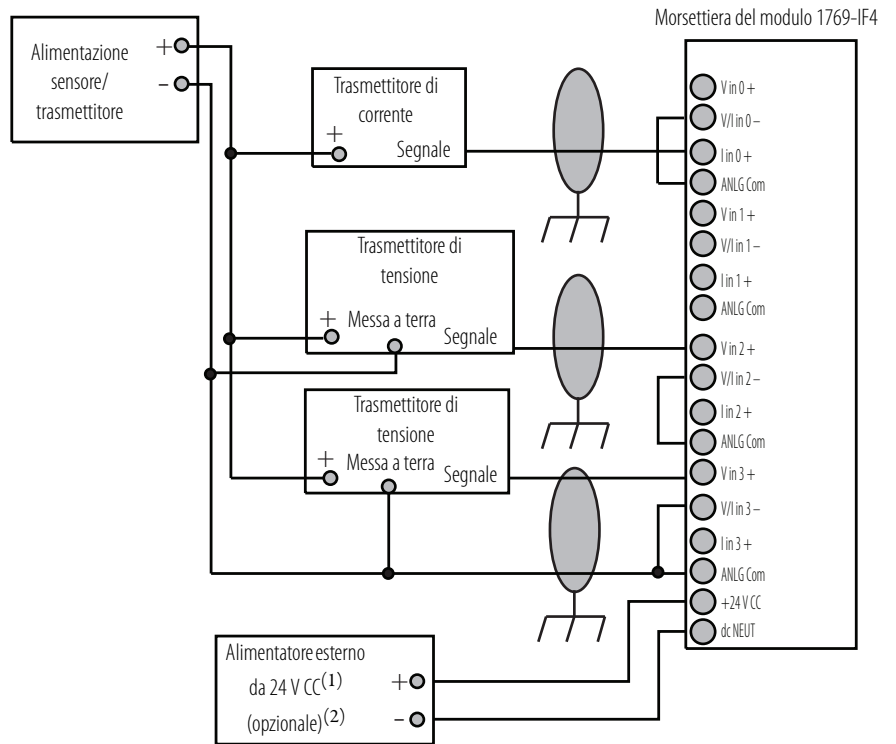 Morsettiera del modulo 1769-IF4
Alimentazione
sensore/
trasmettitore
+
–
Trasmettitore di
corrente
+
Segnale
Trasmettitore di
tensione
+
Messa a terra
Segnale
Trasmettitore di
tensione
+
Messa a terra
Segnale
Alimentatore esterno
da 24 V CC(1)
(opzionale)(2)
+
–
V in 0 +
V/I in 0 –
I in 0 +
ANLG Com
V in 1 +
V/I in 1 –
I in 1 +
ANLG Com
V in 2 +
V/I in 2 –
I in 2 +
ANLG Com
V in 3 +
V/I in 3 –
I in 3 +
ANLG Com
+24 V CC
dc NEUT